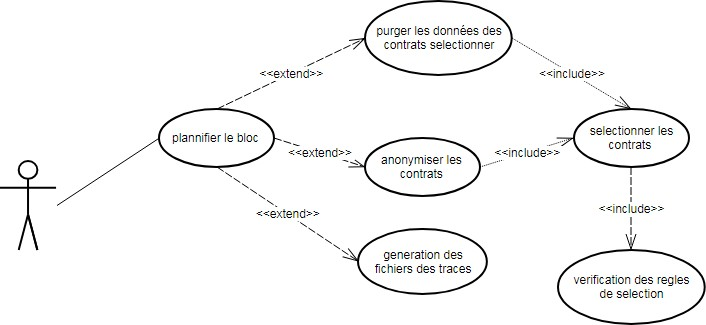 purger les données des
contrats selectionner
<<extend>>
<<include>>
plannifier le bloc
<<extend>>
anonymiser les
contrats
<<include>>
selectionner les
contrats
<<extend>>
<<include>>
generation des
fichiers des traces
verification des regles
de selection